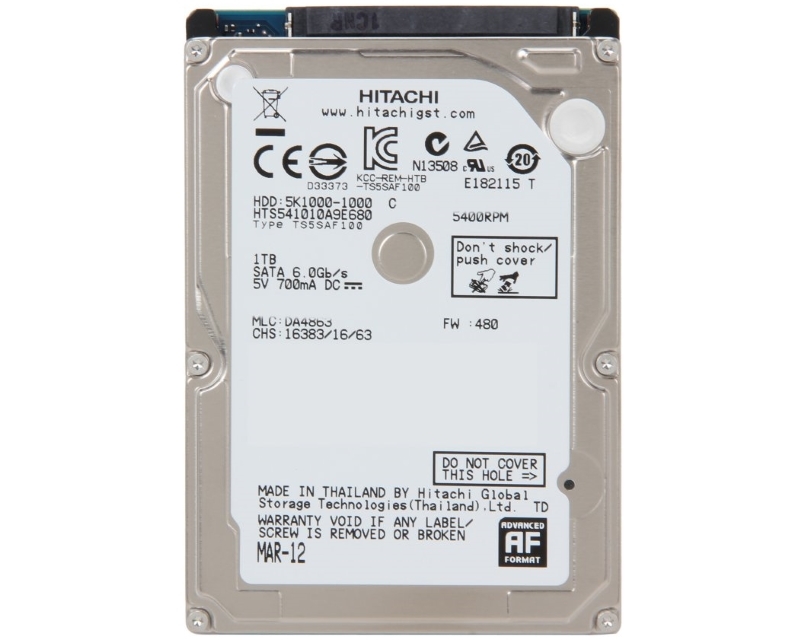 HITACHI
www.hitachigst.com
N13508
c UL us
20
D33373
KCC-REM-HTB
-TS5SAF100
E182115 T
HDD:5K1000-1000 C
HTS541010A9E680
5400RPM
Type TS5SAF100
Don't shock/
push cover
1TB
SATA 6.0Gb/s
5V 700mA DC
MLC:DA4863
FW :480
CHS:16383/16/63
DO NOT COVER
THIS HOLE =>
MADE IN THAILAND BY Hitachi Global
Storage Technologies(Thailand).Ltd. TD
WARRANTY VOID IF ANY LABEL/
SCREW IS REMOVED OR BROKEN
MAR-12
ADVANCED
AF
FORMAT